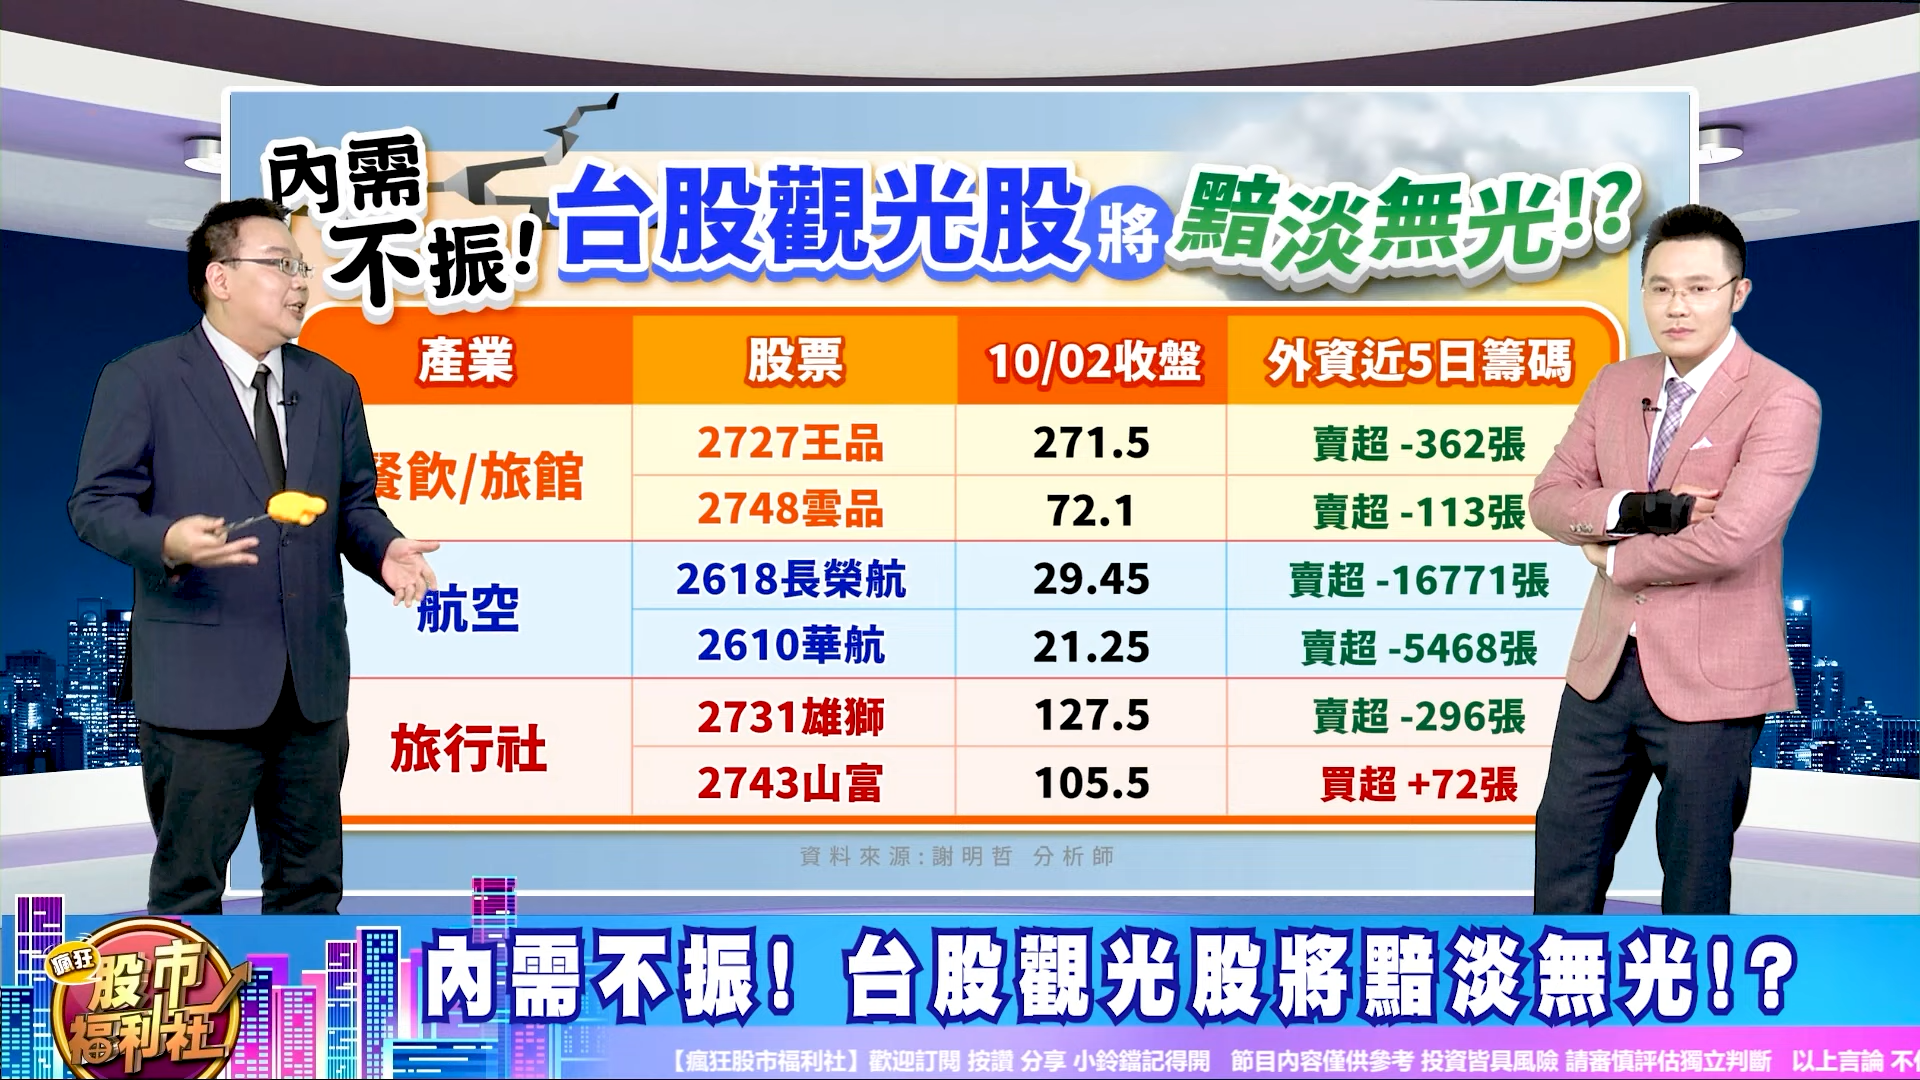 內需
不振!
台股觀光股將黯淡無光!?
產業 股票 10/02收盤 外資近5日籌碼
餐飲/旅館
2727王品 271.5 賣超 -362張
2748雲品 72.1 賣超 -113張
航空
2618長榮航 29.45 賣超 -16771張
2610華航 21.25 賣超 -5468張
旅行社
2731雄獅 127.5 賣超 -296張
2743山富 105.5 買超 +72張
資料來源:謝明哲 分析師
瘋狂
股市
福利社
內需不振! 台股觀光股將黯淡無光!?
【瘋狂股市福利社】歡迎訂閱 按讚 分享 小鈴鐺記得開 節目內容僅供參考 投資皆具風險 請審慎評估獨立判斷 以上言論 不